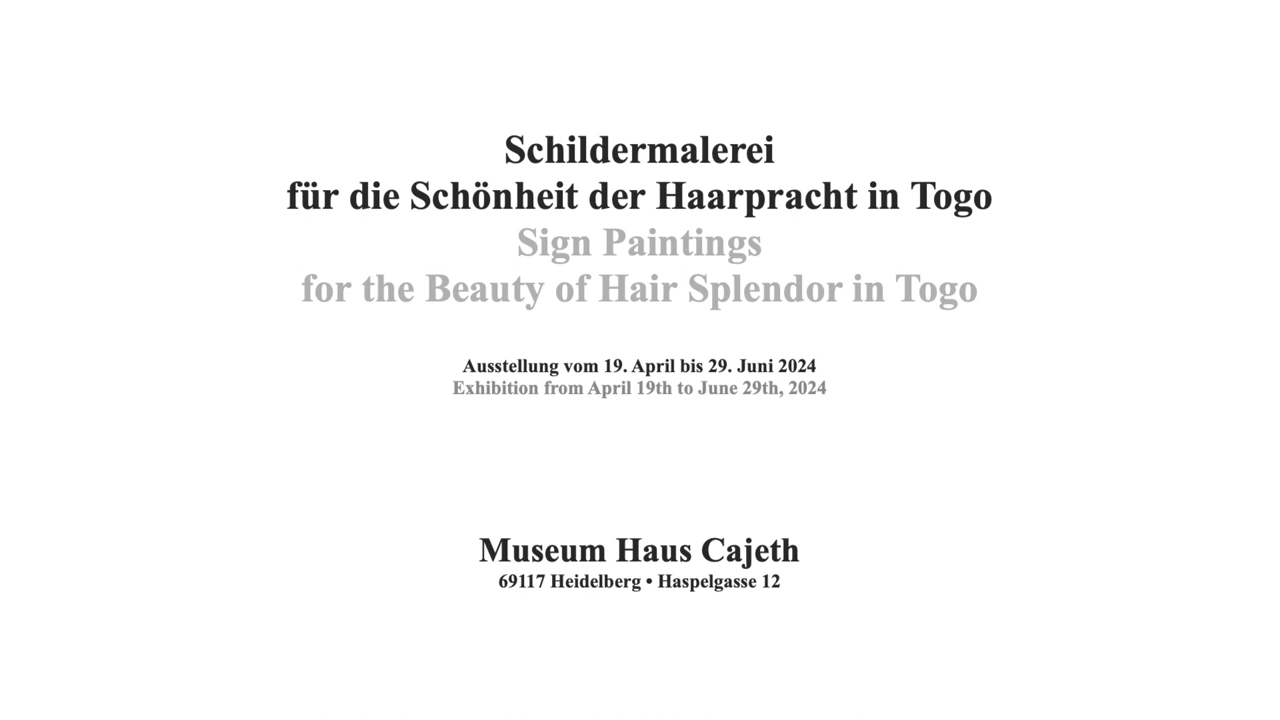 Schildermalerei
für die Schönheit der Haarpracht in Togo
Sign Paintings
for the Beauty of Hair Splendor in Togo
Ausstellung vom 19. April bis 29. Juni 2024
Exhibition from April 19th to June 29th, 2024
Museum Haus Cajeth
69117 Heidelberg • Haspelgasse 12